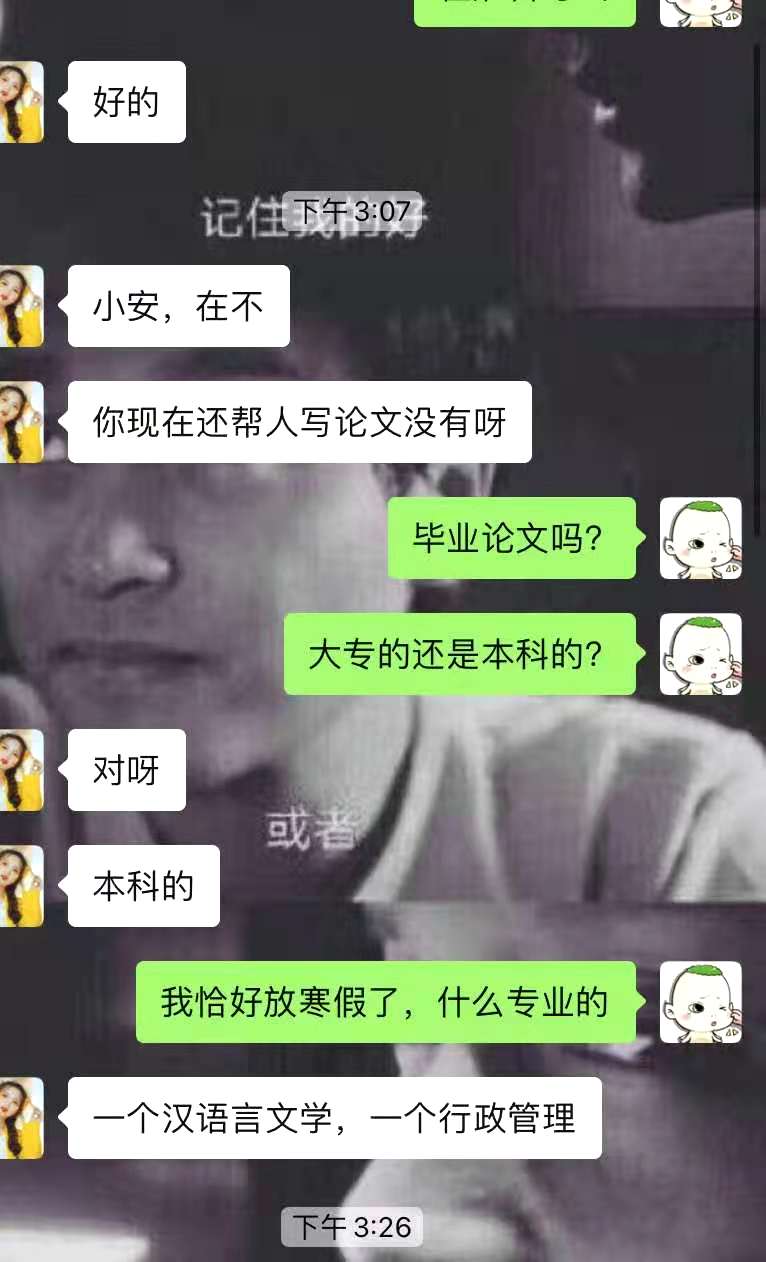 好的
下午 3:07
记住我的好
小安，在不
你现在还帮人写论文没有呀
毕业论文吗？
大专的还是本科的？
对呀
或者
本科的
我恰好放寒假了，什么专业的
一个汉语言文学，一个行政管理
下午 3:26